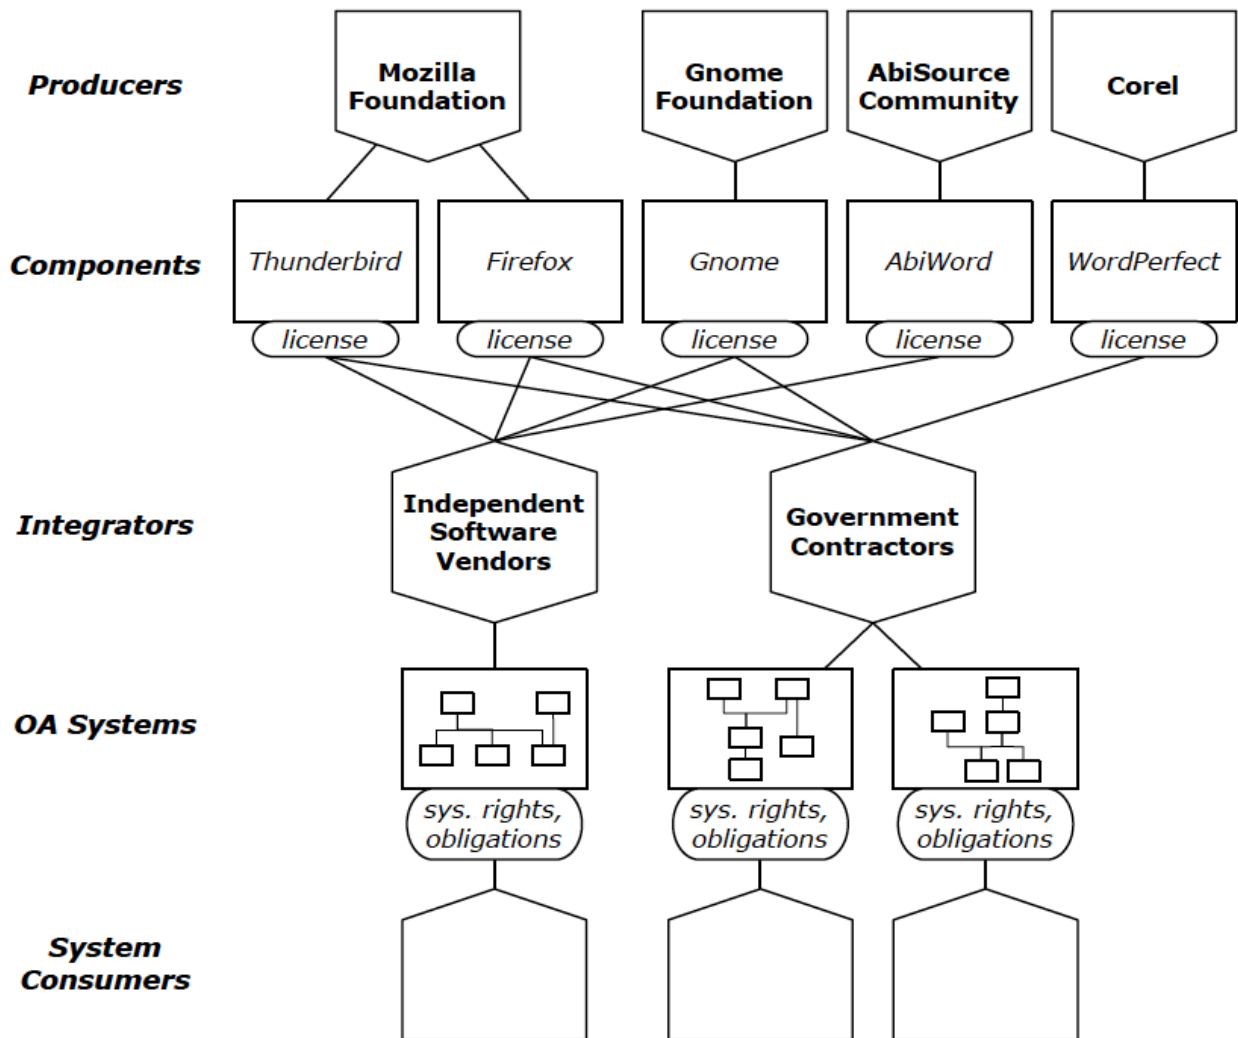 Producers
Mozilla
Foundation
Gnome
Foundation
AbiSource
Community
Corel
Components
Thunderbird
Firefox
Gnome
AbiWord
WordPerfect
license
license
license
license
license
Integrators
Independent
Software
Vendors
Government
Contractors
OA Systems
sys. rights,
obligations
sys. rights,
obligations
sys. rights,
obligations
System
Consumers